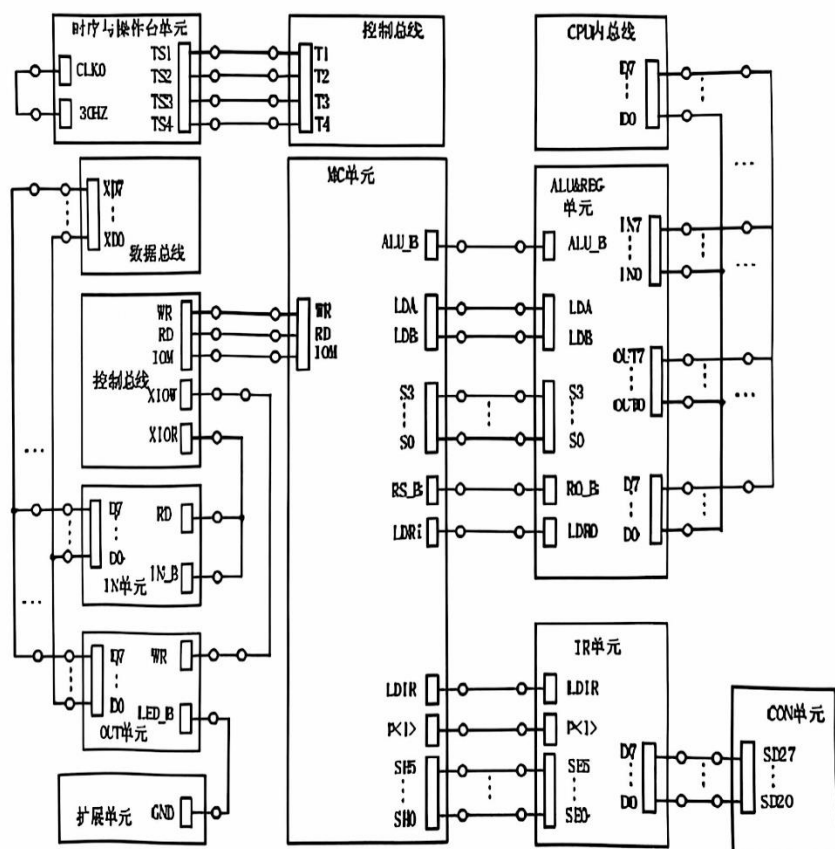 时序与操作台单元
CLK0
30HZ
TS1
TS2
TS3
TS4
控制总线
T1
T2
T3
T4
CPU内总线
D7
D0
XD7
XD0
数据总线
MC单元
ALU_B
LDA
LDB
S3
S0
RS_B
LDRi
LDIR
P<1>
SE5
SE0
WR
RD
IOM
ALU&REG
单元
ALU_B
LDA
LDB
S3
S0
R0_B
LDR0
IN7
IN0
OUT7
OUT0
D7
D0
...
...
...
WR
RD
IOM
控制总线
XIOW
XIOR
...
D7
D0
RD
IN_B
IN单元
...
D7
D0
WR
LED_B
OUT单元
扩展单元
GND
IR单元
LDIR
P<1>
SE5
SE0
D7
D0
CON单元
SD27
SD20